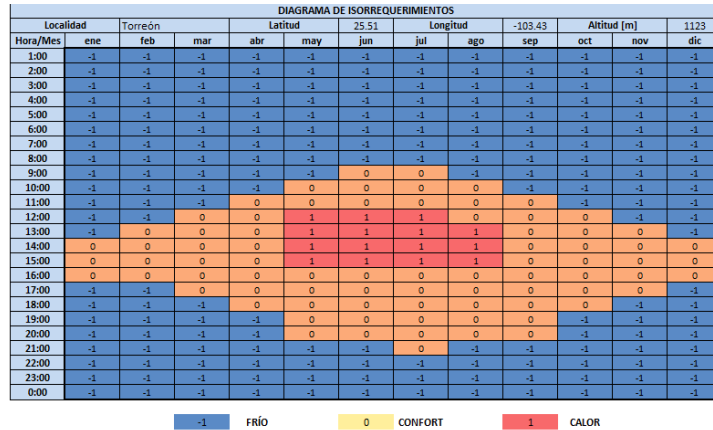 DIAGRAMA DE ISORREQUERIMIENTOS
Localidad Torreón Latitud 25.51 Longitud -103.43 Altitud [m] 1123
Hora/Mes ene feb mar abr may jun jul ago sep oct nov dic
1:00 -1 -1 -1 -1 -1 -1 -1 -1 -1 -1 -1 -1
2:00 -1 -1 -1 -1 -1 -1 -1 -1 -1 -1 -1 -1
3:00 -1 -1 -1 -1 -1 -1 -1 -1 -1 -1 -1 -1
4:00 -1 -1 -1 -1 -1 -1 -1 -1 -1 -1 -1 -1
5:00 -1 -1 -1 -1 -1 -1 -1 -1 -1 -1 -1 -1
6:00 -1 -1 -1 -1 -1 -1 -1 -1 -1 -1 -1 -1
7:00 -1 -1 -1 -1 -1 -1 -1 -1 -1 -1 -1 -1
8:00 -1 -1 -1 -1 -1 -1 -1 -1 -1 -1 -1 -1
9:00 -1 -1 -1 -1 -1 0 0 -1 -1 -1 -1 -1
10:00 -1 -1 -1 -1 0 0 0 0 -1 -1 -1 -1
11:00 -1 -1 -1 0 0 0 0 0 0 -1 -1 -1
12:00 -1 -1 0 0 1 1 1 0 0 0 -1 -1
13:00 -1 0 0 0 1 1 1 1 0 0 0 -1
14:00 0 0 0 0 1 1 1 1 0 0 0 0
15:00 0 0 0 0 1 1 1 1 0 0 0 0
16:00 0 0 0 0 0 0 0 0 0 0 0 0
17:00 -1 -1 0 0 0 0 0 0 0 0 0 -1
18:00 -1 -1 -1 0 0 0 0 0 0 0 -1 -1
19:00 -1 -1 -1 -1 0 0 0 0 0 -1 -1 -1
20:00 -1 -1 -1 -1 0 0 0 0 0 -1 -1 -1
21:00 -1 -1 -1 -1 -1 -1 0 -1 -1 -1 -1 -1
22:00 -1 -1 -1 -1 -1 -1 -1 -1 -1 -1 -1 -1
23:00 -1 -1 -1 -1 -1 -1 -1 -1 -1 -1 -1 -1
0:00 -1 -1 -1 -1 -1 -1 -1 -1 -1 -1 -1 -1
-1 FRÍO 0 CONFORT 1 CALOR